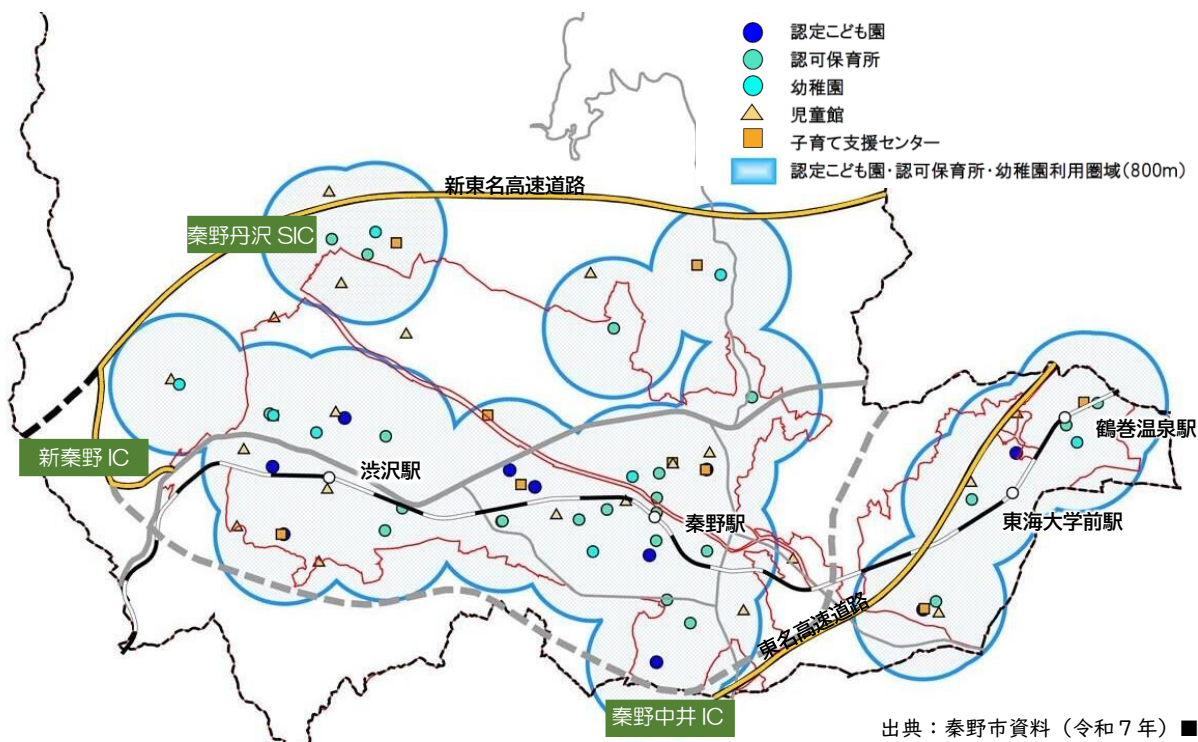 認定こども園
認可保育所
幼稚園
児童館
子育て支援センター
認定こども園・認可保育所・幼稚園利用圏域(800m)
新東名高速道路
秦野丹沢 SIC
新秦野 IC
渋沢駅
秦野駅
鶴巻温泉駅
東海大学前駅
東名高速道路
秦野中井 IC
出典：秦野市資料（令和７年）■